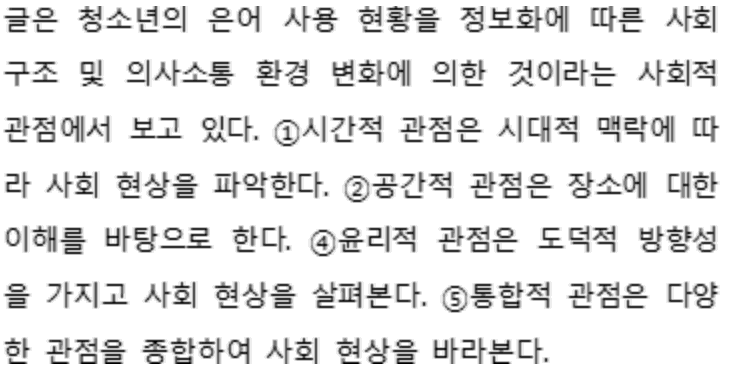 글은 청소년의 은어 사용 현황을 정보화에 따른 사회
구조 및 의사소통 환경 변화에 의한 것이라는 사회적
관점에서 보고 있다. ①시간적 관점은 시대적 맥락에 따
라 사회 현상을 파악한다. ②공간적 관점은 장소에 대한
이해를 바탕으로 한다. ④윤리적 관점은 도덕적 방향성
을 가지고 사회 현상을 살펴본다. ⑤통합적 관점은 다양
한 관점을 종합하여 사회 현상을 바라본다.